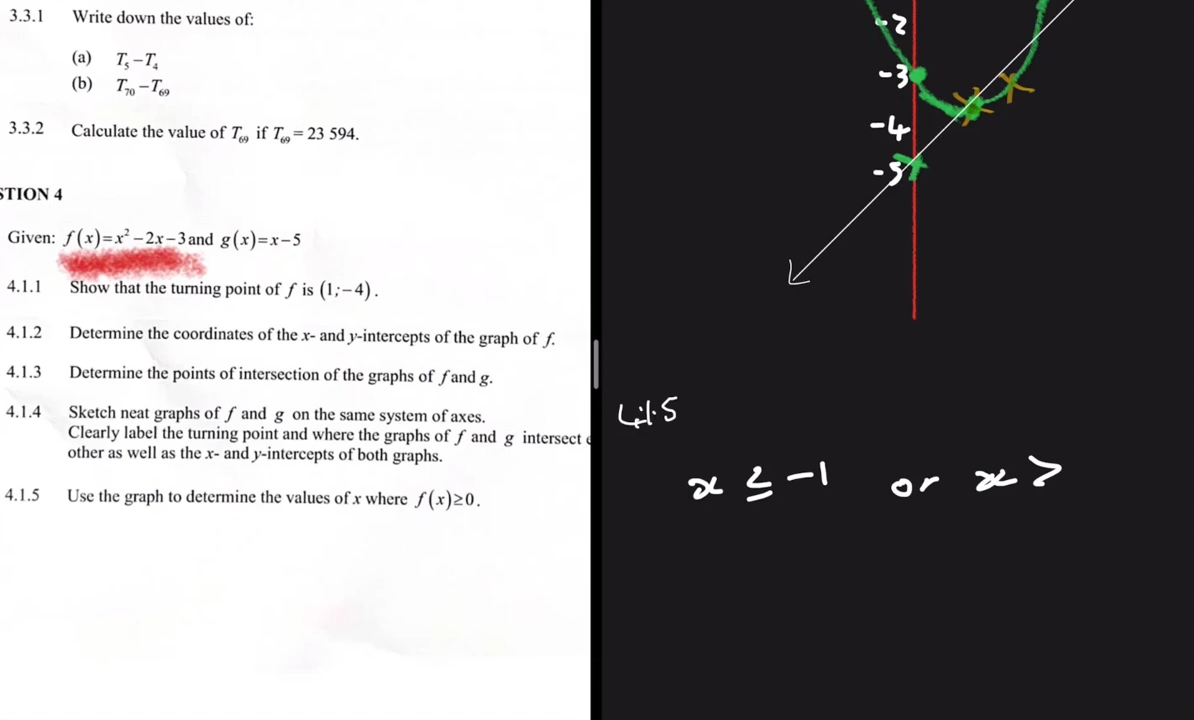 3.3.1 Write down the values of:
(a) T₅ – T₄
(b) T₇₀ – T₆₉
3.3.2 Calculate the value of T₆₉ if T₆₉ = 23 594.
STION 4
Given: f(x)=x² –2x–3 and g(x)=x–5
4.1.1 Show that the turning point of f is (1;–4).
4.1.2 Determine the coordinates of the x- and y-intercepts of the graph of f.
4.1.3 Determine the points of intersection of the graphs of f and g.
4.1.4 Sketch neat graphs of f and g on the same system of axes.
Clearly label the turning point and where the graphs of f and g intersect
other as well as the x- and y-intercepts of both graphs.
4.1.5 Use the graph to determine the values of x where f(x)≥0.
-2
-3
-4
-5
4.1.5
x ≤ -1 or x >